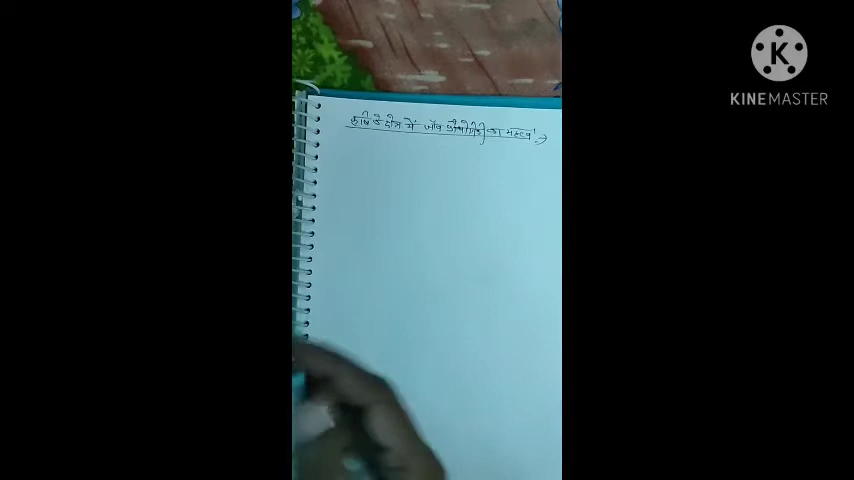 कृषि के क्षेत्र में जैव प्रौद्योगिकी का महत्व :->
KINEMASTER